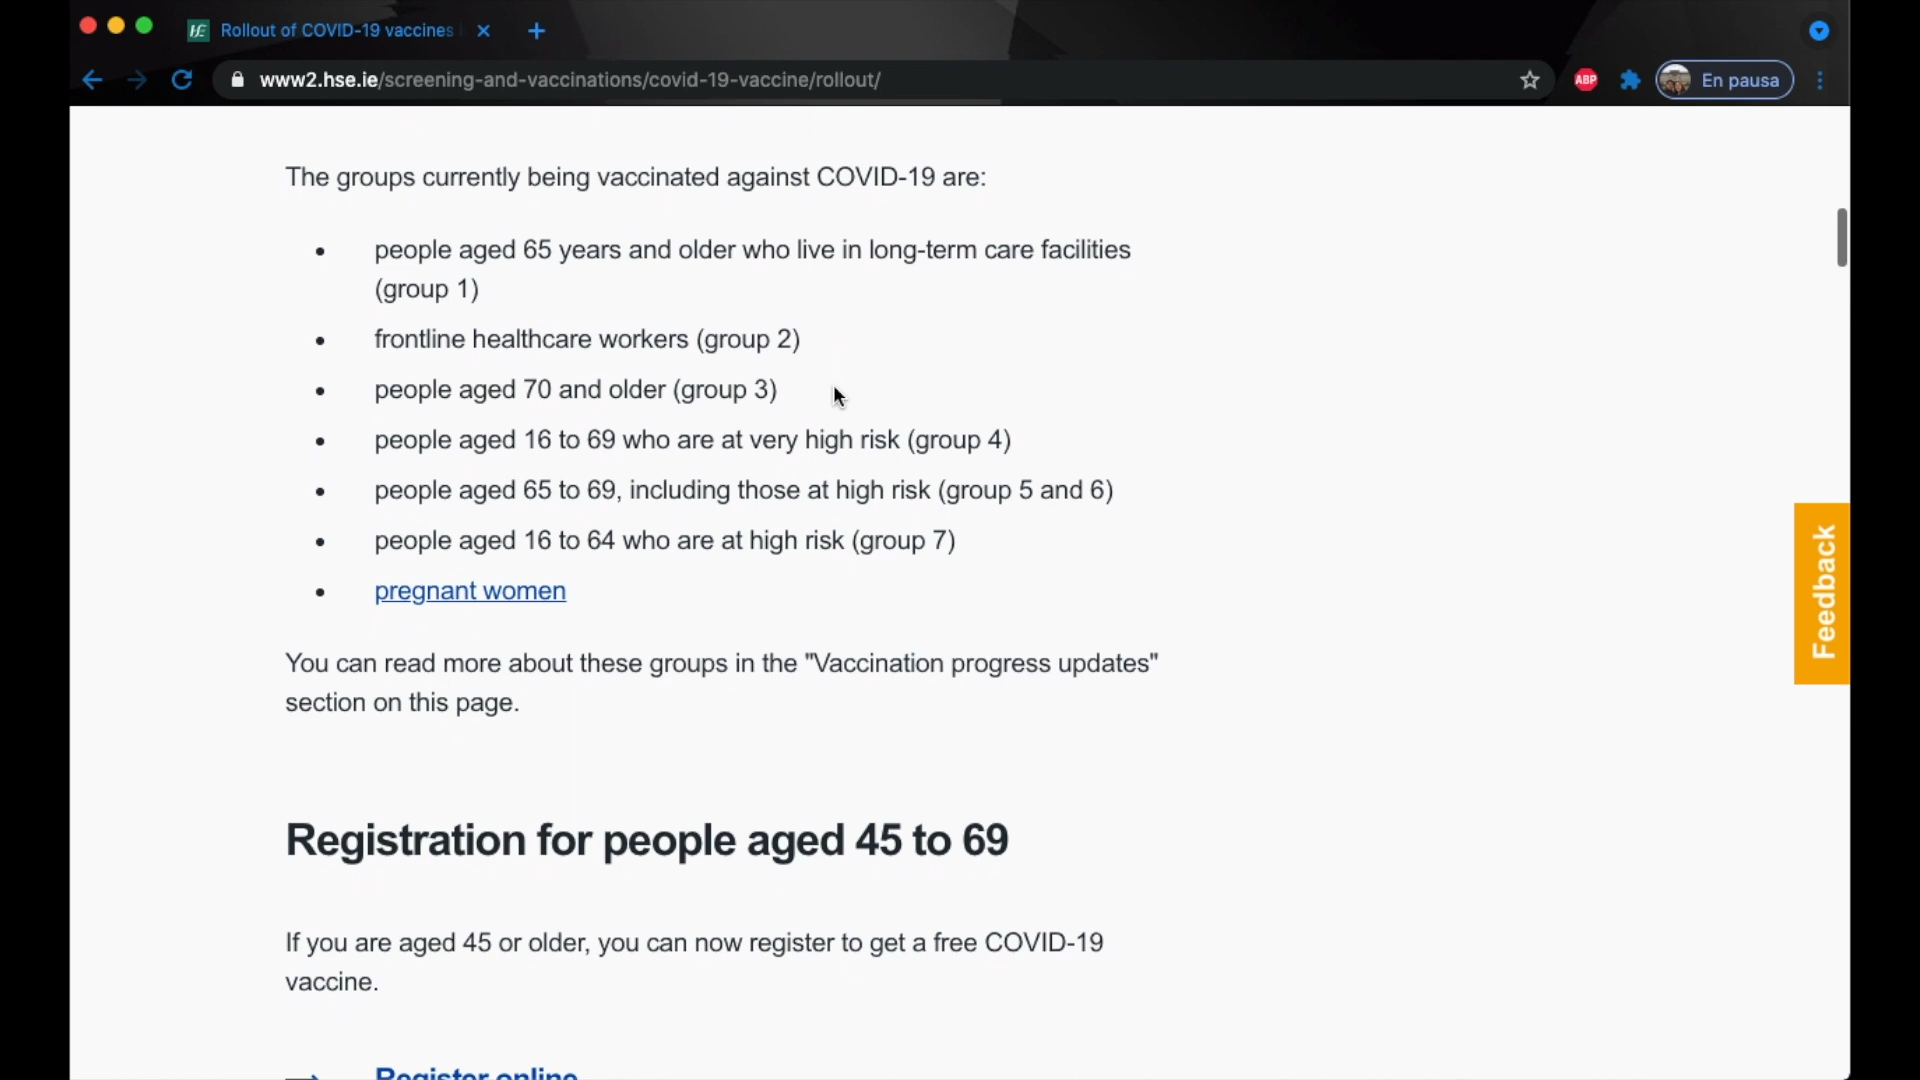 Rollout of COVID-19 vaccines
www2.hse.ie/screening-and-vaccinations/covid-19-vaccine/rollout/
ABP
En pausa
The groups currently being vaccinated against COVID-19 are:
• people aged 65 years and older who live in long-term care facilities
(group 1)
• frontline healthcare workers (group 2)
• people aged 70 and older (group 3)
• people aged 16 to 69 who are at very high risk (group 4)
• people aged 65 to 69, including those at high risk (group 5 and 6)
• people aged 16 to 64 who are at high risk (group 7)
• pregnant women
You can read more about these groups in the "Vaccination progress updates"
section on this page.
Feedback
Registration for people aged 45 to 69
If you are aged 45 or older, you can now register to get a free COVID-19
vaccine.
Register online